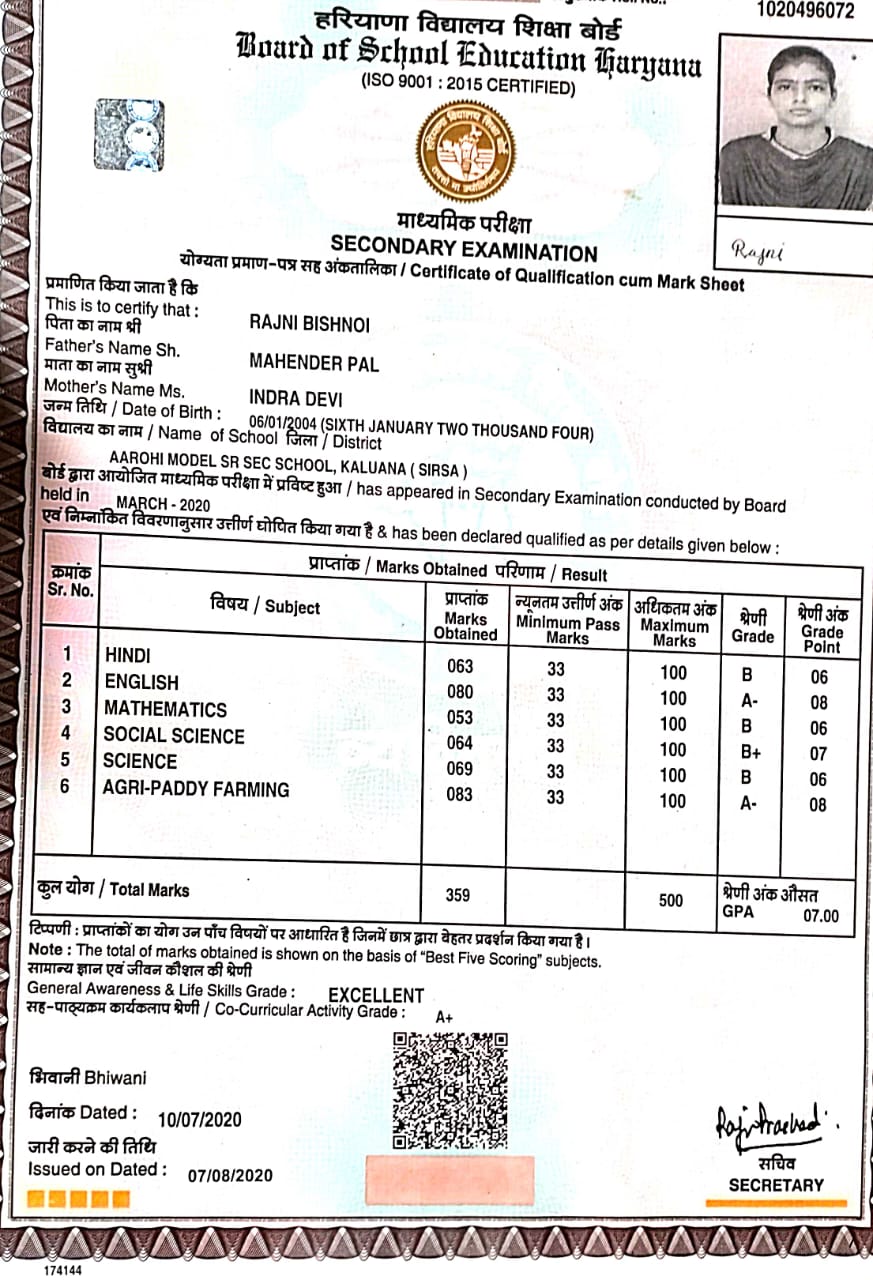 1020496072
हरियाणा विद्यालय शिक्षा बोर्ड
Board of School Education Haryana
(ISO 9001 : 2015 CERTIFIED)
हरियाणा विद्यालय शिक्षा बोर्ड
Rajni
माध्यमिक परीक्षा
SECONDARY EXAMINATION
योग्यता प्रमाण-पत्र सह अंकतालिका / Certificate of Qualification cum Mark Sheet
प्रमाणित किया जाता है कि
This is to certify that : RAJNI BISHNOI
पिता का नाम श्री
Father's Name Sh. MAHENDER PAL
माता का नाम सुश्री
Mother's Name Ms. INDRA DEVI
जन्म तिथि / Date of Birth : 06/01/2004 (SIXTH JANUARY TWO THOUSAND FOUR)
विद्यालय का नाम / Name of School जिला / District
AAROHI MODEL SR SEC SCHOOL, KALUANA ( SIRSA )
बोर्ड द्वारा आयोजित माध्यमिक परीक्षा में प्रविष्ट हुआ / has appeared in Secondary Examination conducted by Board
held in MARCH - 2020
एवं निम्नांकित विवरणानुसार उत्तीर्ण घोषित किया गया है & has been declared qualified as per details given below :
प्राप्तांक / Marks Obtained परिणाम / Result
क्रमांक Sr. No. विषय / Subject प्राप्तांक Marks Obtained न्यूनतम उत्तीर्ण अंक Minimum Pass Marks अधिकतम अंक Maximum Marks श्रेणी Grade श्रेणी अंक Grade Point
1 HINDI 063 33 100 B 06
2 ENGLISH 080 33 100 A- 08
3 MATHEMATICS 053 33 100 B 06
4 SOCIAL SCIENCE 064 33 100 B+ 07
5 SCIENCE 069 33 100 B 06
6 AGRI-PADDY FARMING 083 33 100 A- 08
कुल योग / Total Marks 359 500 श्रेणी अंक औसत GPA 07.00
टिप्पणी : प्राप्तांकों का योग उन पाँच विषयों पर आधारित है जिनमें छात्र द्वारा बेहतर प्रदर्शन किया गया है।
Note : The total of marks obtained is shown on the basis of "Best Five Scoring" subjects.
सामान्य ज्ञान एवं जीवन कौशल की श्रेणी
General Awareness & Life Skills Grade : EXCELLENT
सह-पाठ्यक्रम कार्यकलाप श्रेणी / Co-Curricular Activity Grade : A+
भिवानी Bhiwani
दिनांक Dated : 10/07/2020
जारी करने की तिथि
Issued on Dated : 07/08/2020
सचिव
SECRETARY
174144